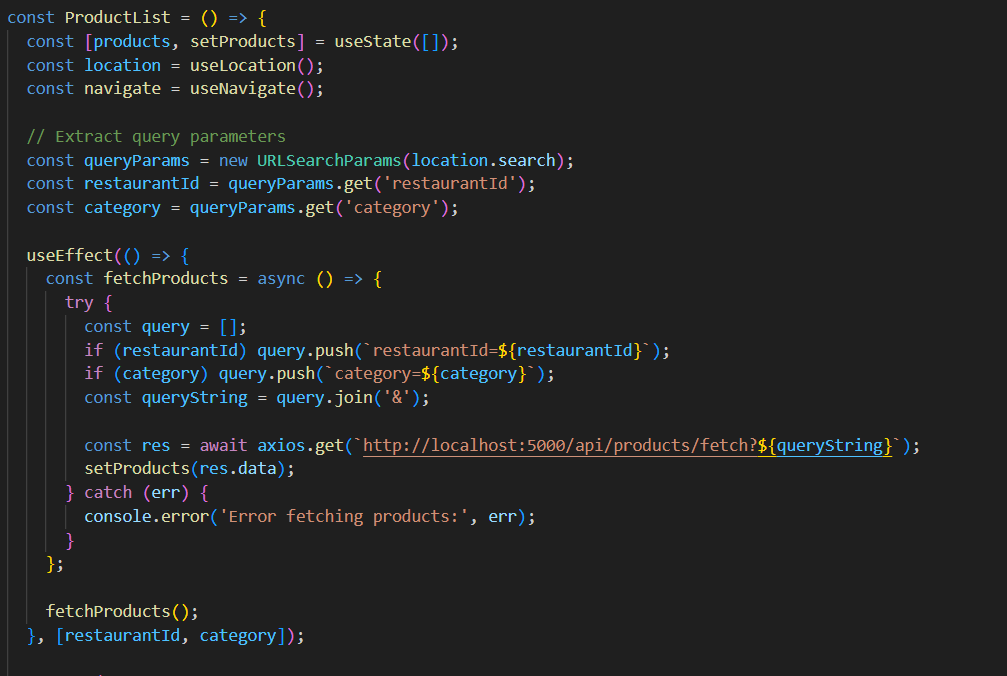 const ProductList = () => {
const [products, setProducts] = useState([]);
const location = useLocation();
const navigate = useNavigate();
// Extract query parameters
const queryParams = new URLSearchParams(location.search);
const restaurantId = queryParams.get('restaurantId');
const category = queryParams.get('category');
useEffect(() => {
const fetchProducts = async () => {
try {
const query = [];
if (restaurantId) query.push(`restaurantId=${restaurantId}`);
if (category) query.push(`category=${category}`);
const queryString = query.join('&');
const res = await axios.get(`http://localhost:5000/api/products/fetch?${queryString}`);
setProducts(res.data);
} catch (err) {
console.error('Error fetching products:', err);
}
};
fetchProducts();
}, [restaurantId, category]);